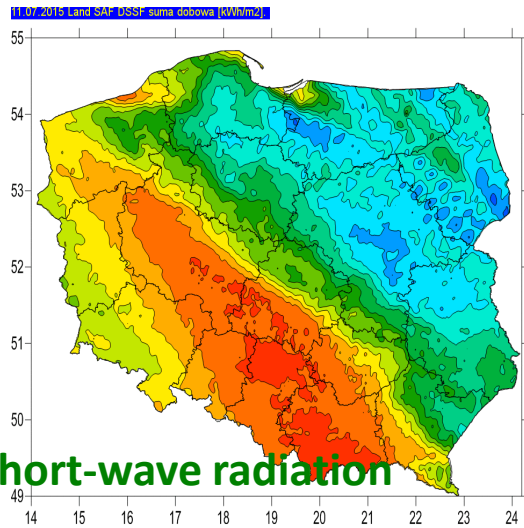 11.07.2015 Land SAF DSSF suma dobowa [kWh/m2].
55
54
53
52
51
50
49
hort-wave radiation
14 15 16 17 18 19 20 21 22 23 24